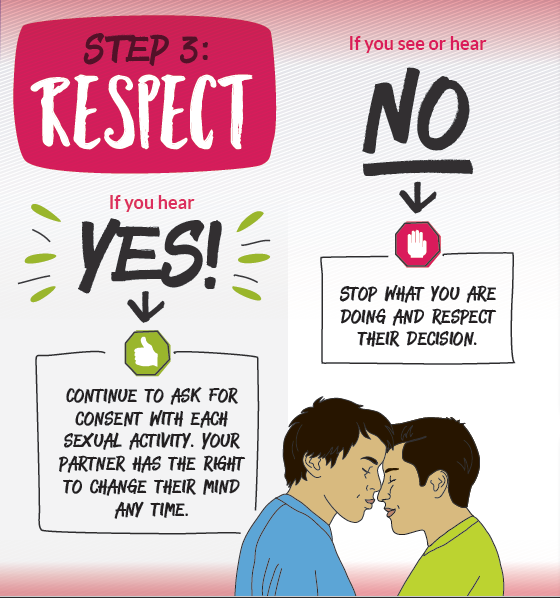 STEP 3:
RESPECT
If you hear
YES!
CONTINUE TO ASK FOR
CONSENT WITH EACH
SEXUAL ACTIVITY. YOUR
PARTNER HAS THE RIGHT
TO CHANGE THEIR MIND
ANY TIME.
If you see or hear
NO
STOP WHAT YOU ARE
DOING AND RESPECT
THEIR DECISION.